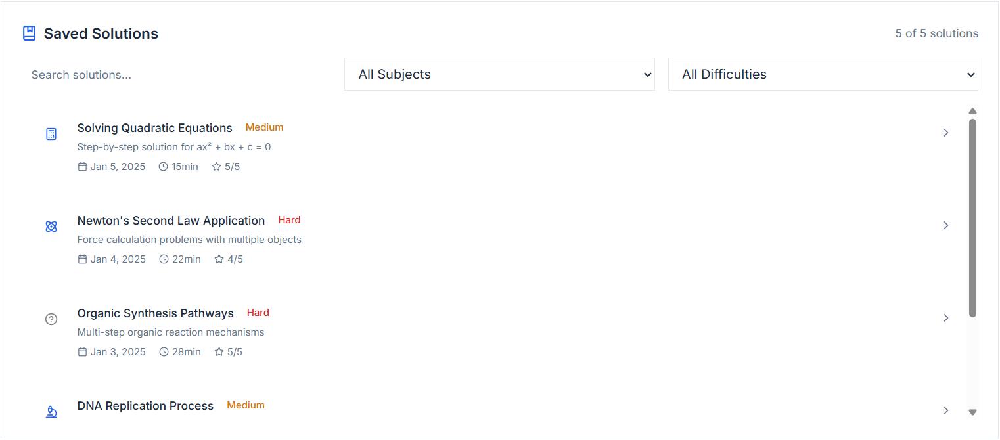 Saved Solutions
5 of 5 solutions
Search solutions...
All Subjects
All Difficulties
Solving Quadratic Equations Medium
Step-by-step solution for ax² + bx + c = 0
Jan 5, 2025 15min 5/5
Newton's Second Law Application Hard
Force calculation problems with multiple objects
Jan 4, 2025 22min 4/5
Organic Synthesis Pathways Hard
Multi-step organic reaction mechanisms
Jan 3, 2025 28min 5/5
DNA Replication Process Medium